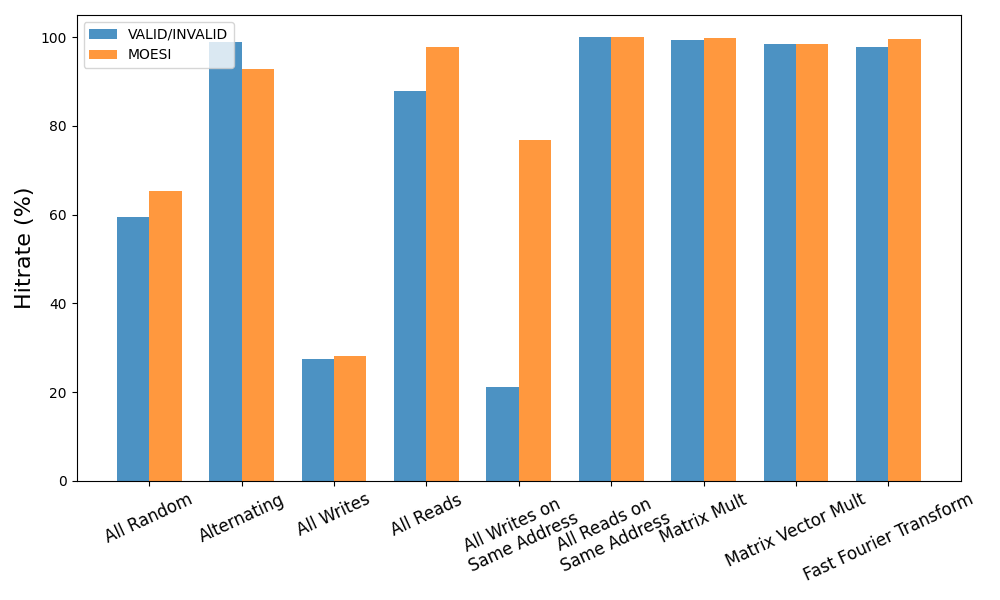 VALID/INVALID
MOESI
Hitrate (%)
100
80
60
40
20
0
All Random
Alternating
All Writes
All Reads
All Writes on
Same Address
All Reads on
Same Address
Matrix Mult
Matrix Vector Mult
Fast Fourier Transform